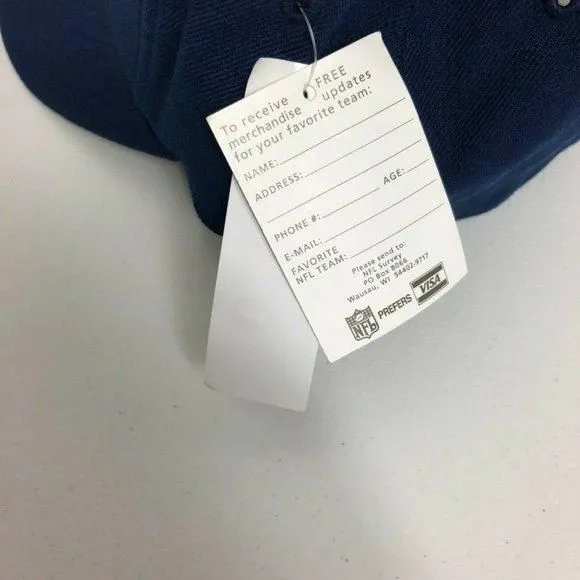 To receive FREE
merchandise updates
for your favorite team:
NAME:
ADDRESS:
PHONE #: AGE:
E-MAIL:
FAVORITE
NFL TEAM:
Please send to:
NFL Survey
PO Box 8066
Wausau, WI 54402-9717
NFL PREFERS VISA